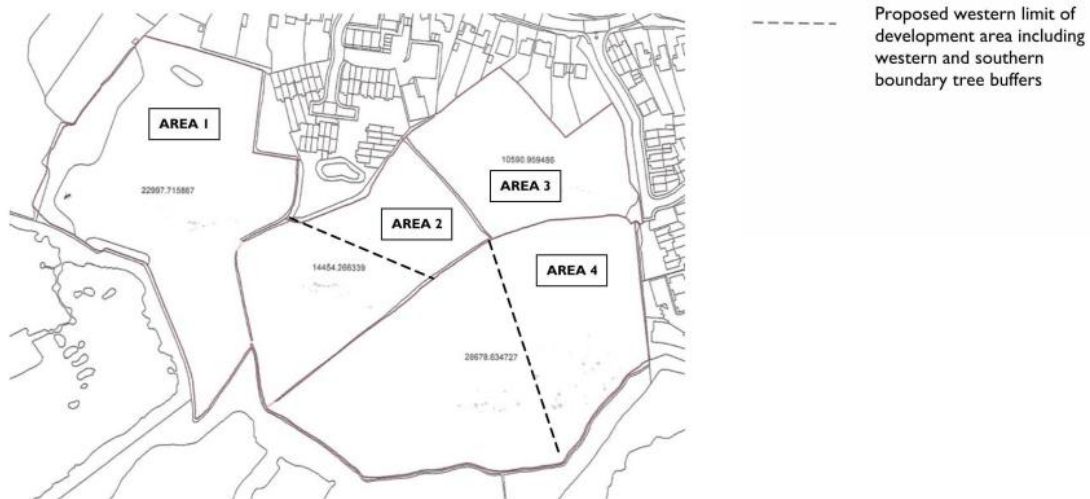 Proposed western limit of
development area including
western and southern
boundary tree buffers
AREA 1
22997.715867
10590.959486
AREA 3
AREA 2
14454.266339
AREA 4
28678.634727